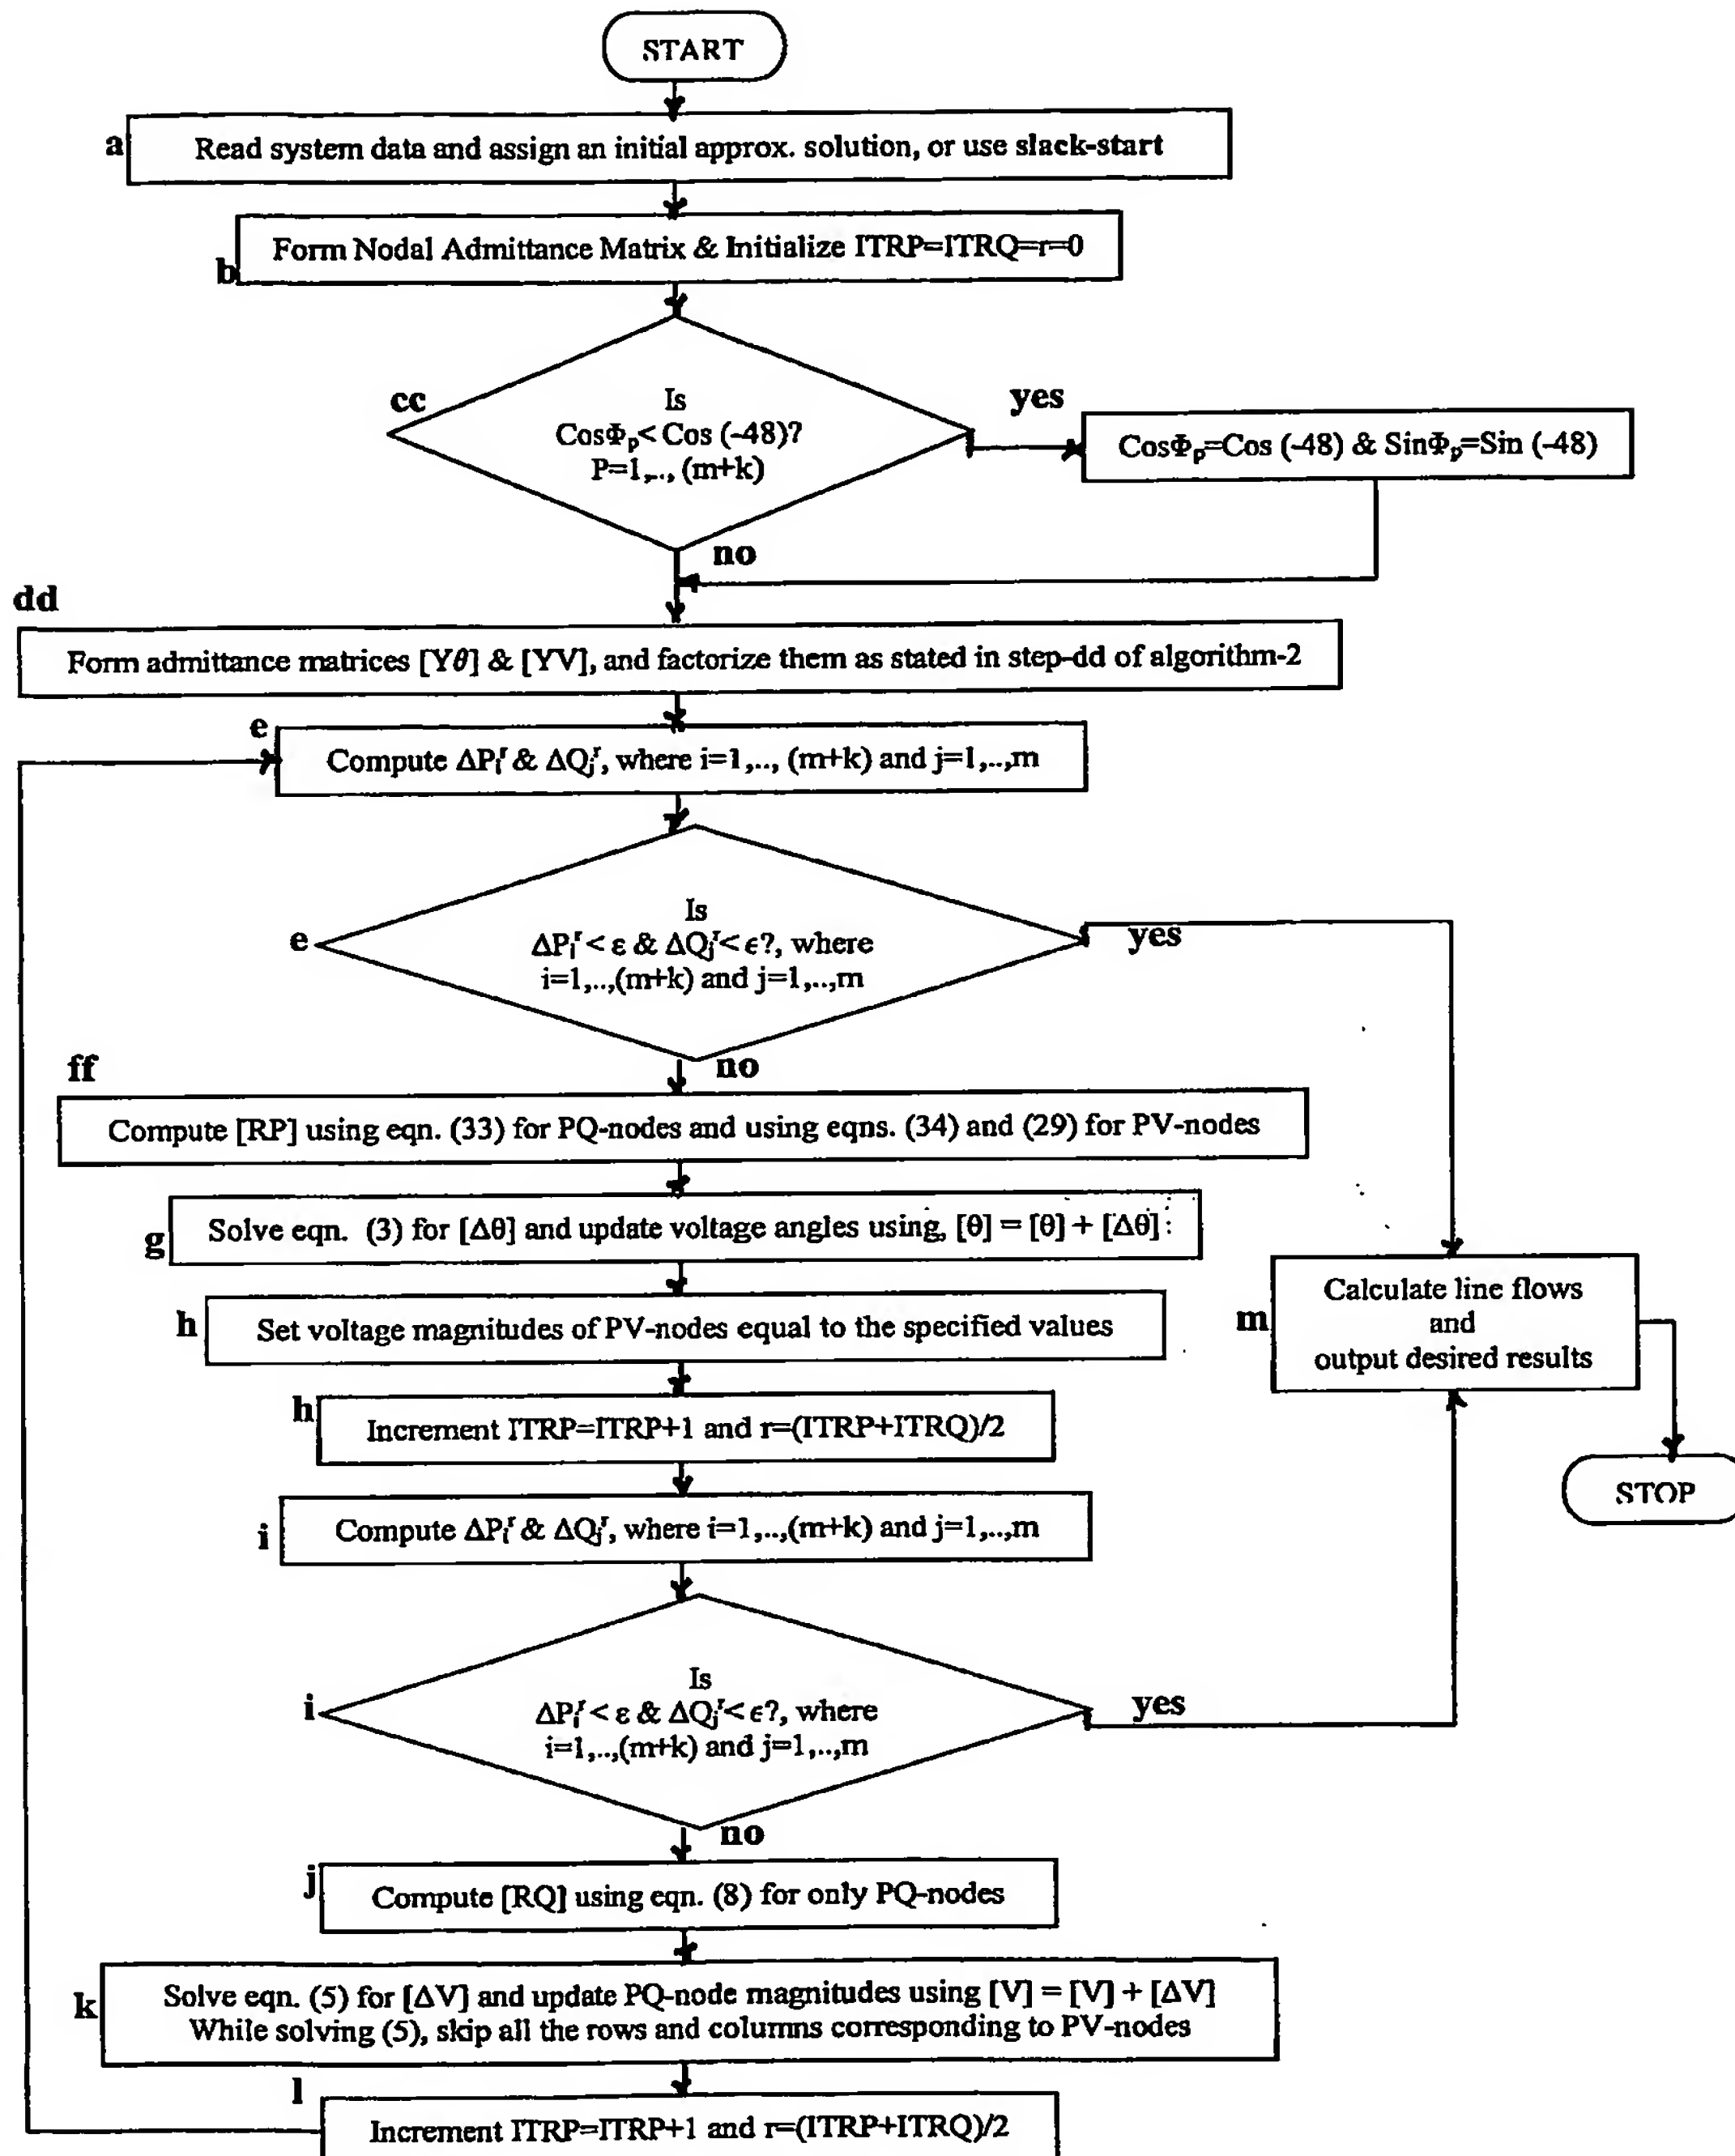 START
a
Read system data and assign an initial approx. solution, or use slack-start
b
Form Nodal Admittance Matrix & Initialize ITRP=ITRQ=r=0
cc
Is
CosΦp< Cos (-48)?
P=1,.., (m+k)
yes
CosΦp=Cos (-48) & SinΦp=Sin (-48)
no
dd
Form admittance matrices [Yθ] & [YV], and factorize them as stated in step-dd of algorithm-2
e
Compute ΔPiʳ & ΔQjʳ, where i=1,.., (m+k) and j=1,..,m
e
Is
ΔPiʳ < ε & ΔQjʳ< ϵ?, where
i=1,..,(m+k) and j=1,..,m
yes
no
ff
Compute [RP] using eqn. (33) for PQ-nodes and using eqns. (34) and (29) for PV-nodes
g
Solve eqn. (3) for [Δθ] and update voltage angles using, [θ] = [θ] + [Δθ]
h
Set voltage magnitudes of PV-nodes equal to the specified values
m
Calculate line flows
and
output desired results
h
Increment ITRP=ITRP+1 and r=(ITRP+ITRQ)/2
STOP
i
Compute ΔPiʳ & ΔQjʳ, where i=1,..,(m+k) and j=1,..,m
i
Is
ΔPiʳ < ε & ΔQjʳ< ϵ?, where
i=1,..,(m+k) and j=1,..,m
yes
no
j
Compute [RQ] using eqn. (8) for only PQ-nodes
k
Solve eqn. (5) for [ΔV] and update PQ-node magnitudes using [V] = [V] + [ΔV]
While solving (5), skip all the rows and columns corresponding to PV-nodes
l
Increment ITRP=ITRP+1 and r=(ITRP+ITRQ)/2